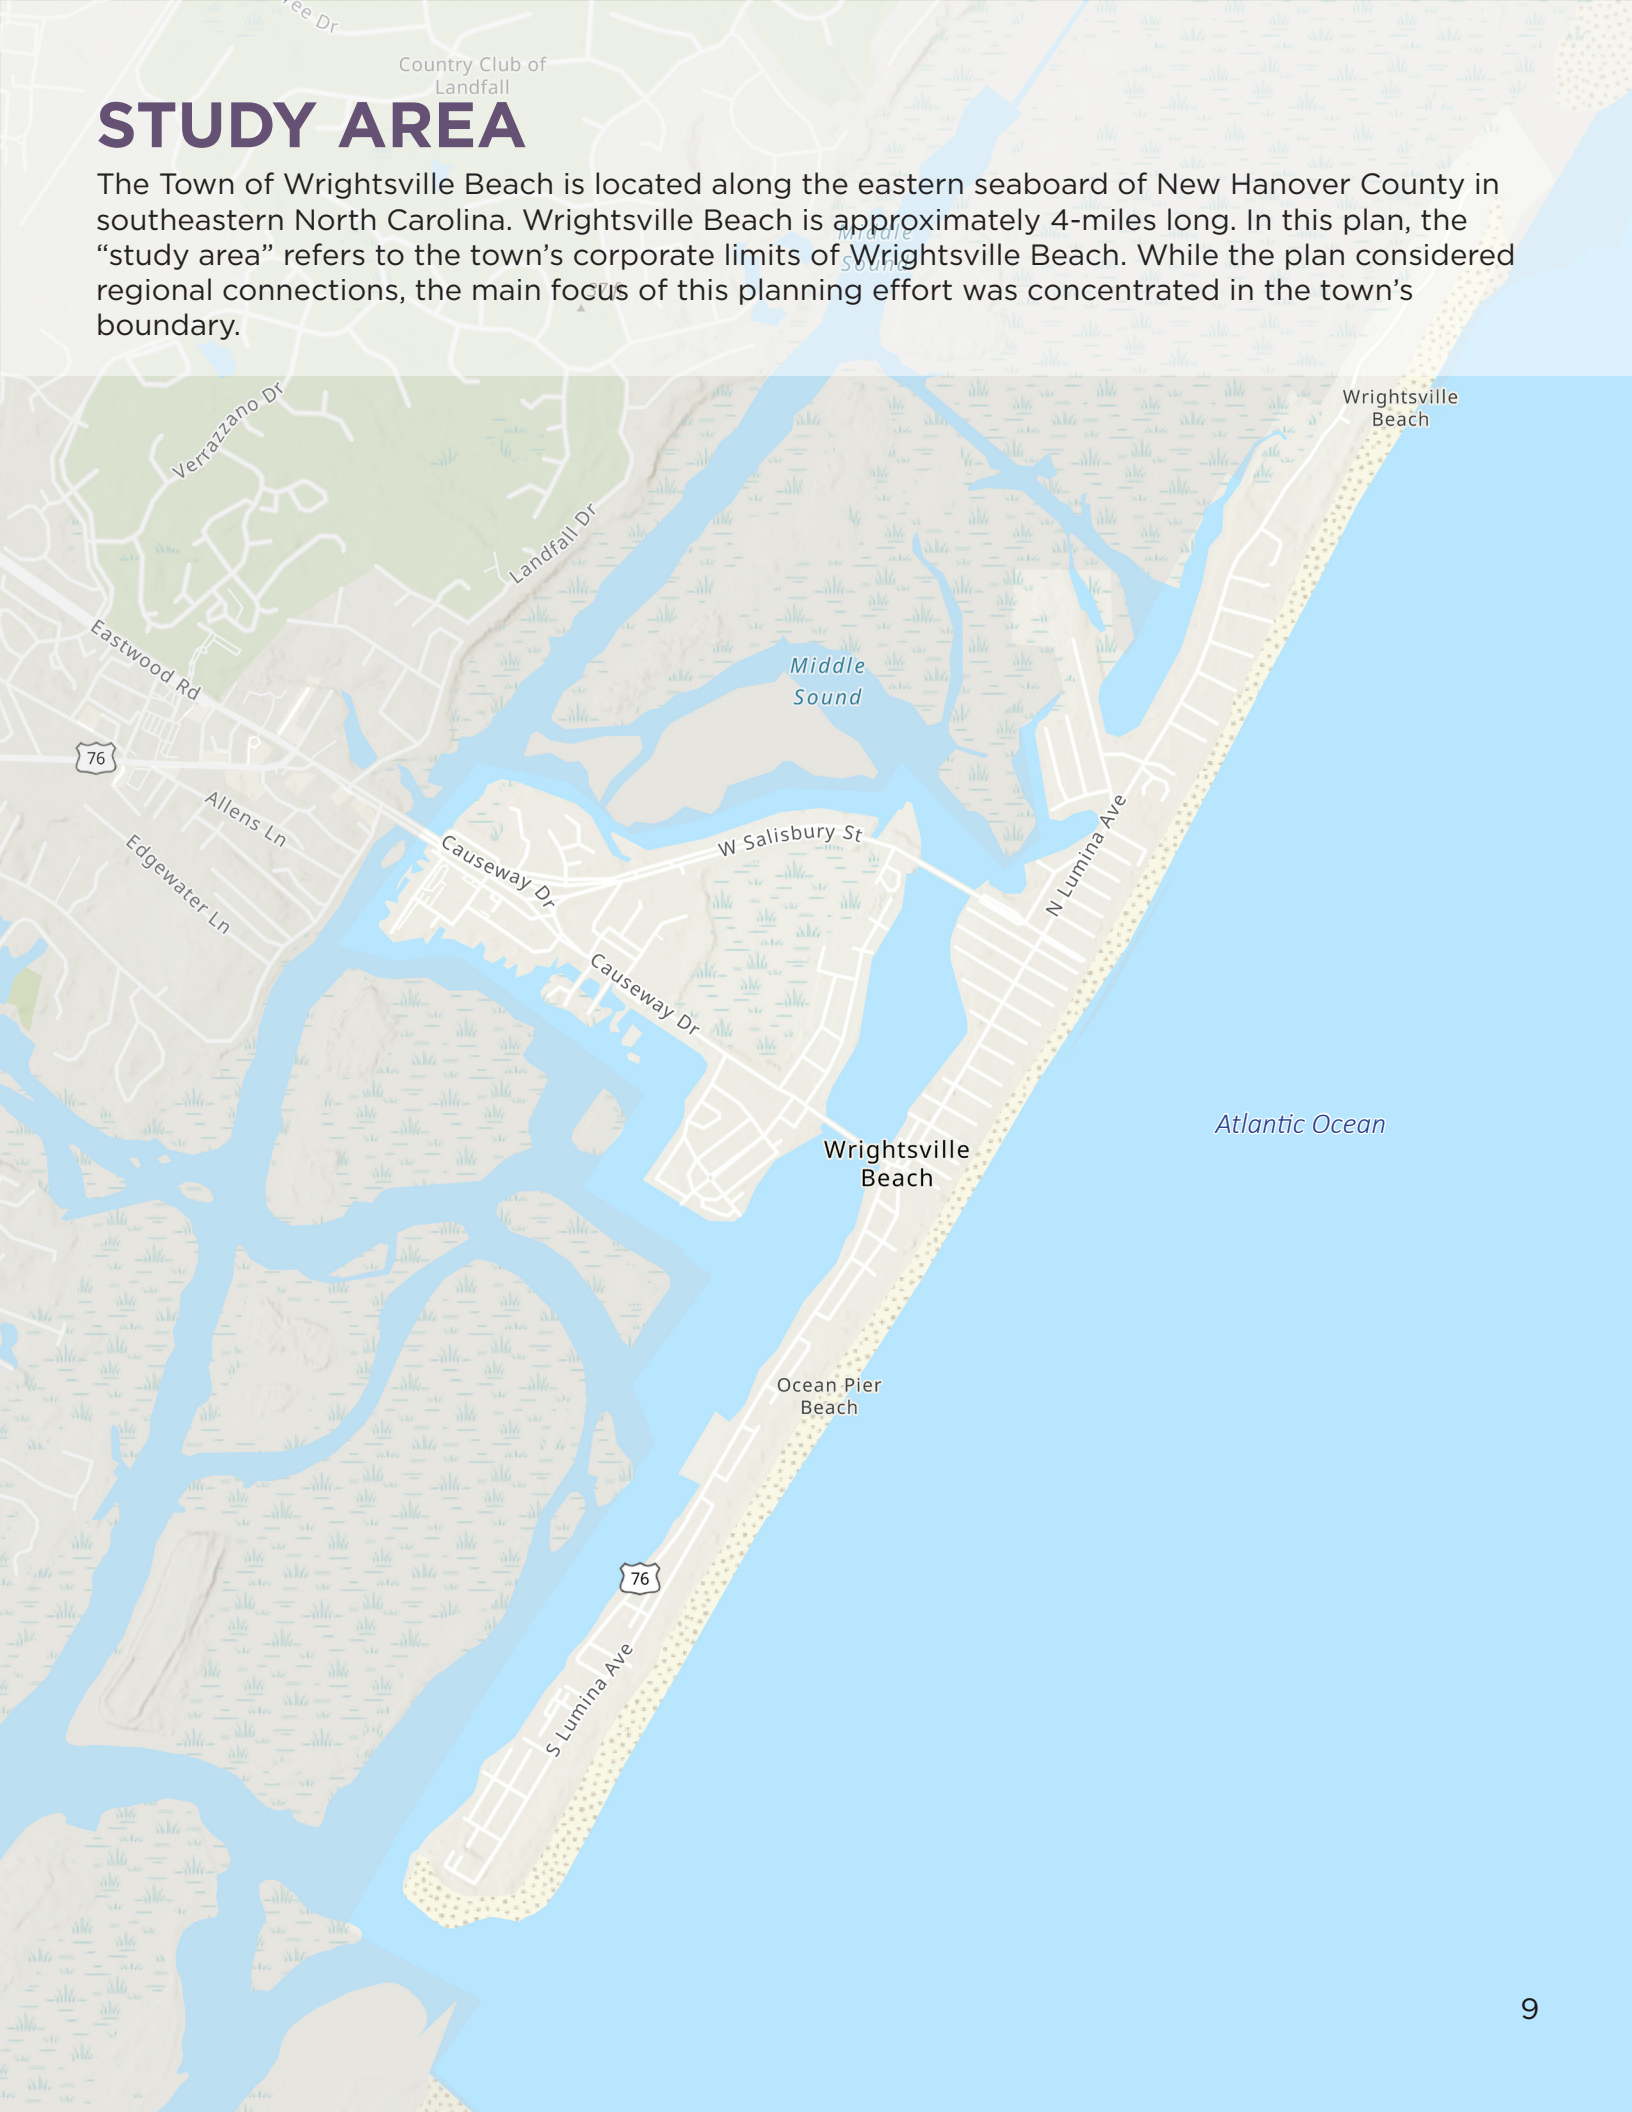 ree Dr
Country Club of
Landfall
STUDY AREA
The Town of Wrightsville Beach is located along the eastern seaboard of New Hanover County in
southeastern North Carolina. Wrightsville Beach is approximately 4-miles long. In this plan, the
“study area” refers to the town’s corporate limits of Wrightsville Beach. While the plan considered
regional connections, the main focus of this planning effort was concentrated in the town’s
boundary.
Middle
Sound
Wrightsville
Beach
Verrazzano Dr
Landfall Dr
Eastwood Rd
Middle
Sound
76
Allens Ln
Edgewater Ln
Causeway Dr
W Salisbury St
N Lumina Ave
Causeway Dr
Atlantic Ocean
Wrightsville
Beach
Ocean Pier
Beach
76
S Lumina Ave
9